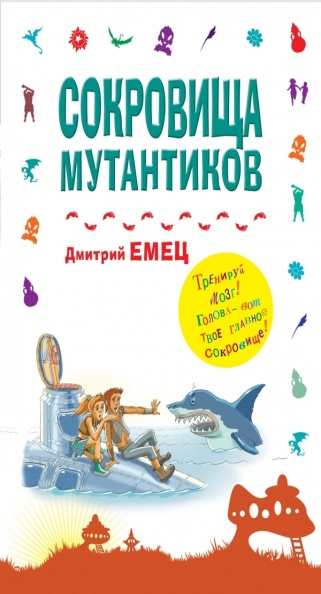 СОКРОВИЩА
МУТАНТИКОВ
Дмитрий ЕМЕЦ
Тренируй
мозг!
Голова – вот
твое главное
сокровище!